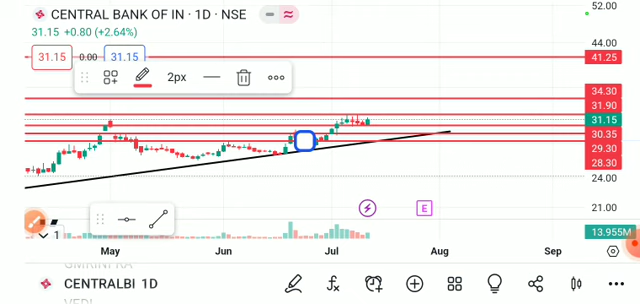 CENTRAL BANK OF IN · 1D · NSE
31.15 +0.80 (+2.64%)
31.15 0.00 31.15
2px
52.00
44.00
41.25
34.30
31.90
31.15
30.35
29.30
28.30
24.00
21.00
13.955M
1
E
May Jun Jul Aug Sep
CENTRALBI 1D